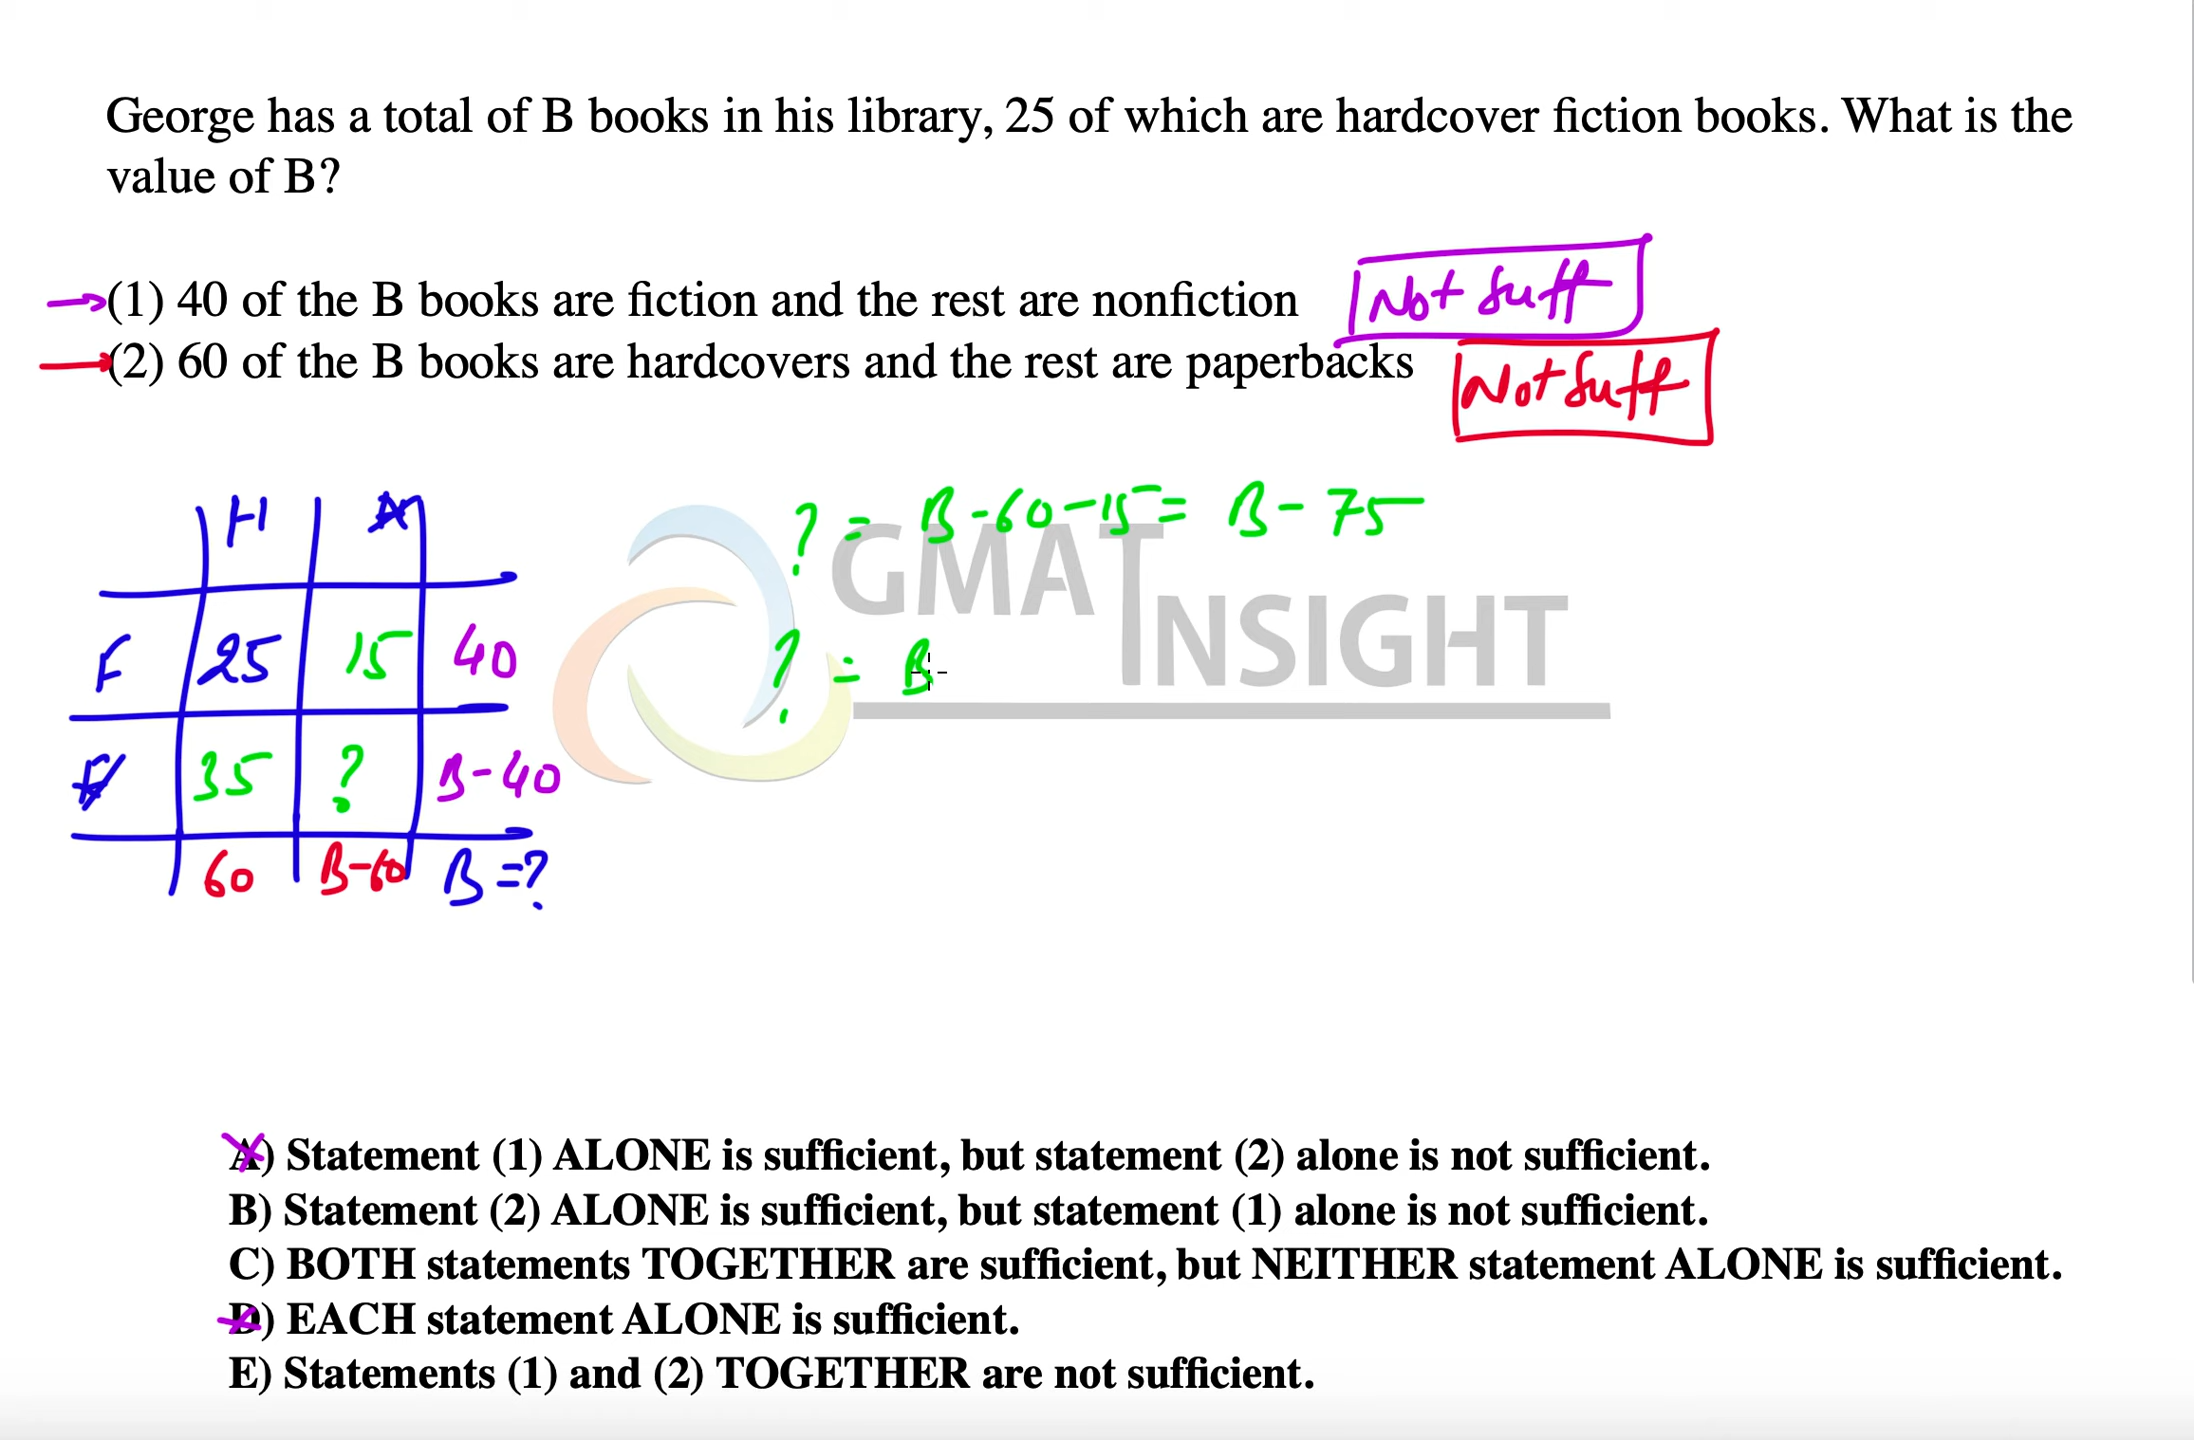 George has a total of B books in his library, 25 of which are hardcover fiction books. What is the
value of B?
(1) 40 of the B books are fiction and the rest are nonfiction
Not Suff
(2) 60 of the B books are hardcovers and the rest are paperbacks
Not Suff
H
? = B-60-15 = B-75
GMAT INSIGHT
F 25 15 40
? = B-
35 ? B-40
60 B-60 B=?
A) Statement (1) ALONE is sufficient, but statement (2) alone is not sufficient.
B) Statement (2) ALONE is sufficient, but statement (1) alone is not sufficient.
C) BOTH statements TOGETHER are sufficient, but NEITHER statement ALONE is sufficient.
D) EACH statement ALONE is sufficient.
E) Statements (1) and (2) TOGETHER are not sufficient.